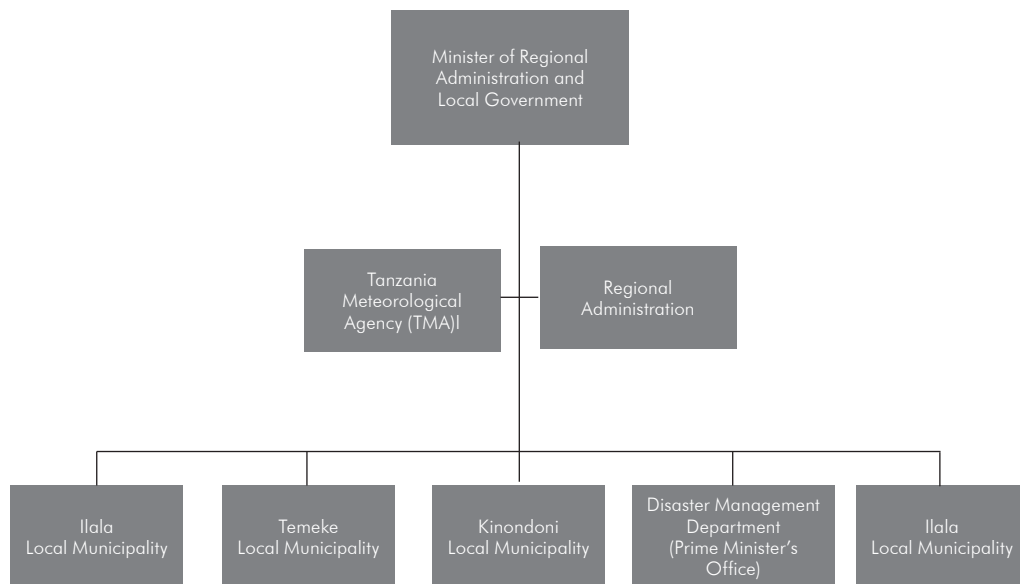 Minister of Regional
Administration and
Local Government
Tanzania
Meteorological
Agency (TMA)l
Regional
Administration
Ilala
Local Municipality
Temeke
Local Municipality
Kinondoni
Local Municipality
Disaster Management
Department
(Prime Minister’s
Office)
Ilala
Local Municipality